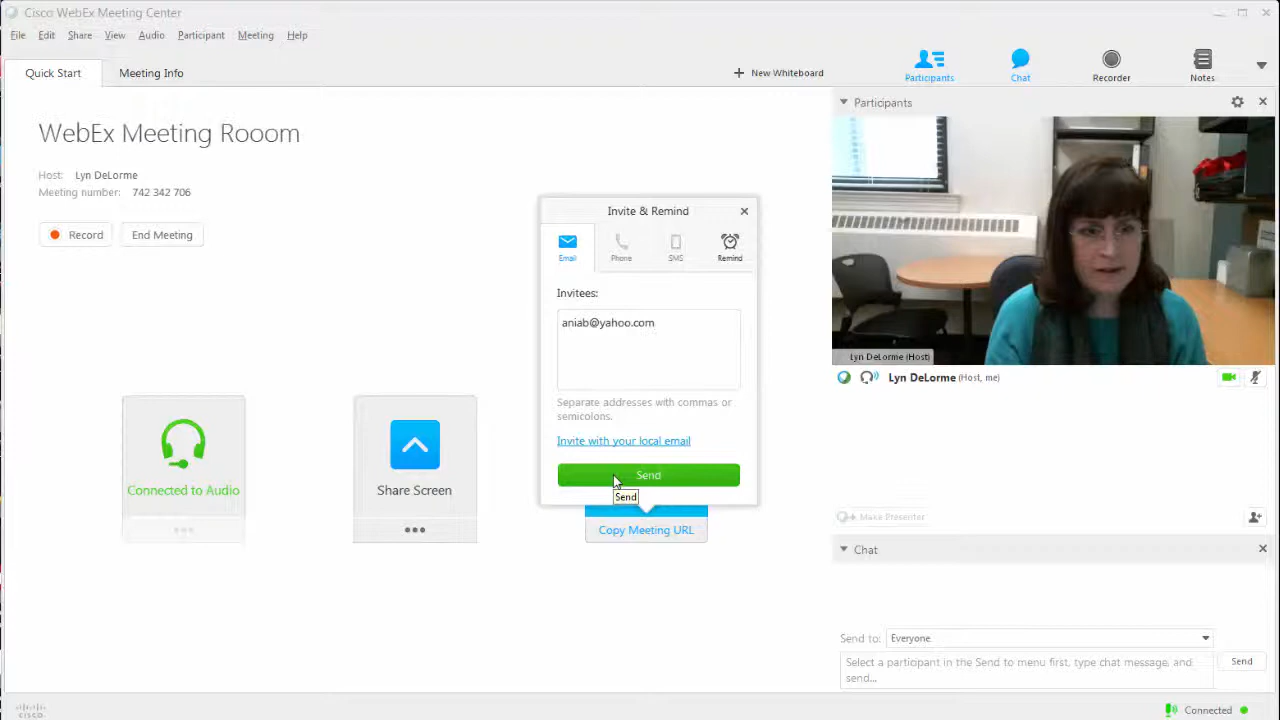 Cisco WebEx Meeting Center
File Edit Share View Audio Participant Meeting Help
Quick Start Meeting Info
New Whiteboard
Participants Chat Recorder Notes
WebEx Meeting Rooom
Host: Lyn DeLorme
Meeting number: 742 342 706
Record End Meeting
Connected to Audio
Share Screen
Invite & Remind
Email Phone SMS Remind
Invitees:
aniab@yahoo.com
Separate addresses with commas or
semicolons.
Invite with your local email
Send
Send
Copy Meeting URL
Participants
Lyn DeLorme (Host)
Lyn DeLorme (Host, me)
Make Presenter
Chat
Send to: Everyone
Select a participant in the Send to menu first, type chat message, and
send...
Send
cisco
Connected